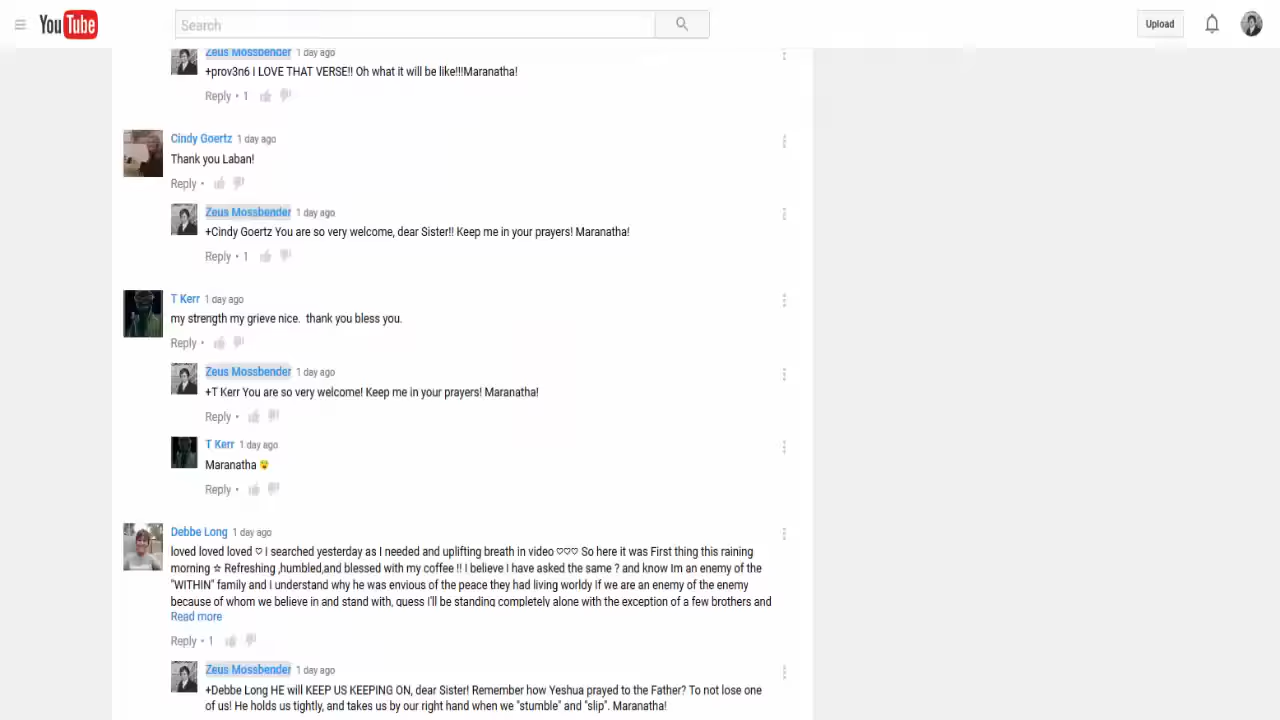 YouTube
Search
Upload
Zeus Mossbender 1 day ago
+prov3n6 I LOVE THAT VERSE!! Oh what it will be like!!!Maranatha!
Reply • 1
Cindy Goertz 1 day ago
Thank you Laban!
Reply •
Zeus Mossbender 1 day ago
+Cindy Goertz You are so very welcome, dear Sister!! Keep me in your prayers! Maranatha!
Reply • 1
T Kerr 1 day ago
my strength my grieve nice. thank you bless you.
Reply •
Zeus Mossbender 1 day ago
+T Kerr You are so very welcome! Keep me in your prayers! Maranatha!
Reply •
T Kerr 1 day ago
Maranatha 😲
Reply •
Debbe Long 1 day ago
loved loved loved ♡ I searched yesterday as I needed and uplifting breath in video ♡♡♡ So here it was First thing this raining
morning ☆ Refreshing ,humbled,and blessed with my coffee !! I believe I have asked the same ? and know Im an enemy of the
"WITHIN" family and I understand why he was envious of the peace they had living worldy If we are an enemy of the enemy
because of whom we believe in and stand with, guess i'll be standing completely alone with the exception of a few brothers and
Read more
Reply • 1
Zeus Mossbender 1 day ago
+Debbe Long HE will KEEP US KEEPING ON, dear Sister! Remember how Yeshua prayed to the Father? To not lose one
of us! He holds us tightly, and takes us by our right hand when we "stumble" and "slip". Maranatha!